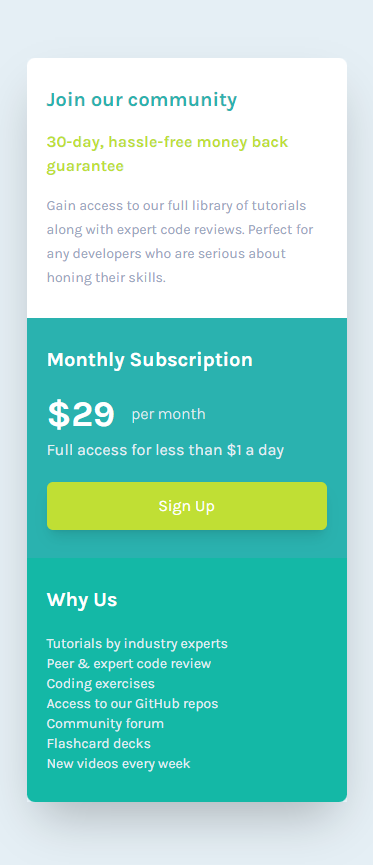 Join our community
30-day, hassle-free money back
guarantee
Gain access to our full library of tutorials
along with expert code reviews. Perfect for
any developers who are serious about
honing their skills.
Monthly Subscription
$29 per month
Full access for less than $1 a day
Sign Up
Why Us
Tutorials by industry experts
Peer & expert code review
Coding exercises
Access to our GitHub repos
Community forum
Flashcard decks
New videos every week